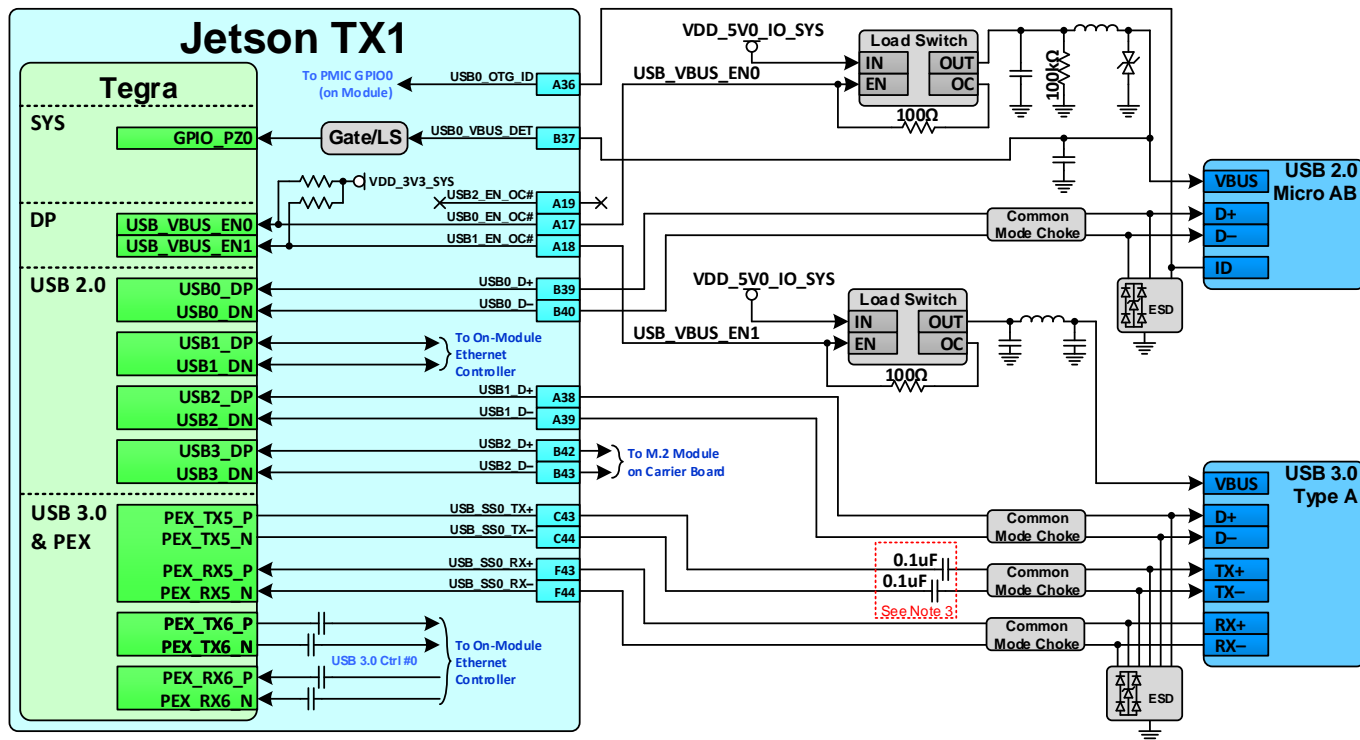 Jetson TX1
Tegra
SYS
GPIO_PZ0
DP
USB_VBUS_EN0
USB_VBUS_EN1
USB 2.0
USB0_DP
USB0_DN
USB1_DP
USB1_DN
USB2_DP
USB2_DN
USB3_DP
USB3_DN
USB 3.0
& PEX
PEX_TX5_P
PEX_TX5_N
PEX_RX5_P
PEX_RX5_N
PEX_TX6_P
PEX_TX6_N
PEX_RX6_P
PEX_RX6_N
To PMIC GPIO0
(on Module)
Gate/LS
VDD_3V3_SYS
To On-Module
Ethernet
Controller
USB 3.0 Ctrl #0
To On-Module
Ethernet
Controller
USB0_OTG_ID
A36
USB0_VBUS_DET
B37
USB2_EN_OC#
A19
USB0_EN_OC#
A17
USB1_EN_OC#
A18
USB0_D+
B39
USB0_D–
B40
USB1_D+
A38
USB1_D–
A39
USB2_D+
B42
USB2_D–
B43
USB_SS0_TX+
C43
USB_SS0_TX–
C44
USB_SS0_RX+
F43
USB_SS0_RX–
F44
To M.2 Module
on Carrier Board
VDD_5V0_IO_SYS
USB_VBUS_EN0
Load Switch
IN
OUT
EN
OC
100Ω
100kΩ
Common
Mode Choke
VDD_5V0_IO_SYS
USB_VBUS_EN1
Load Switch
IN
OUT
EN
OC
100Ω
ESD
USB 2.0
Micro AB
VBUS
D+
D–
ID
Common
Mode Choke
0.1uF
0.1uF
See Note 3
Common
Mode Choke
Common
Mode Choke
ESD
USB 3.0
Type A
VBUS
D+
D–
TX+
TX–
RX+
RX–